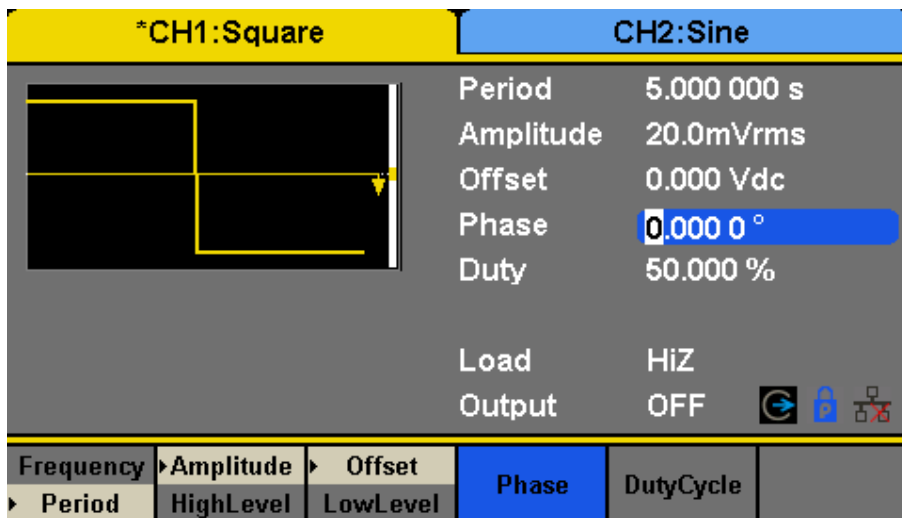 *CH1:Square
CH2:Sine
Period 5.000 000 s
Amplitude 20.0mVrms
Offset 0.000 Vdc
Phase 0.000 0 °
Duty 50.000 %
Load HiZ
Output OFF
P
Frequency
Period
Amplitude
HighLevel
Offset
LowLevel
Phase
DutyCycle